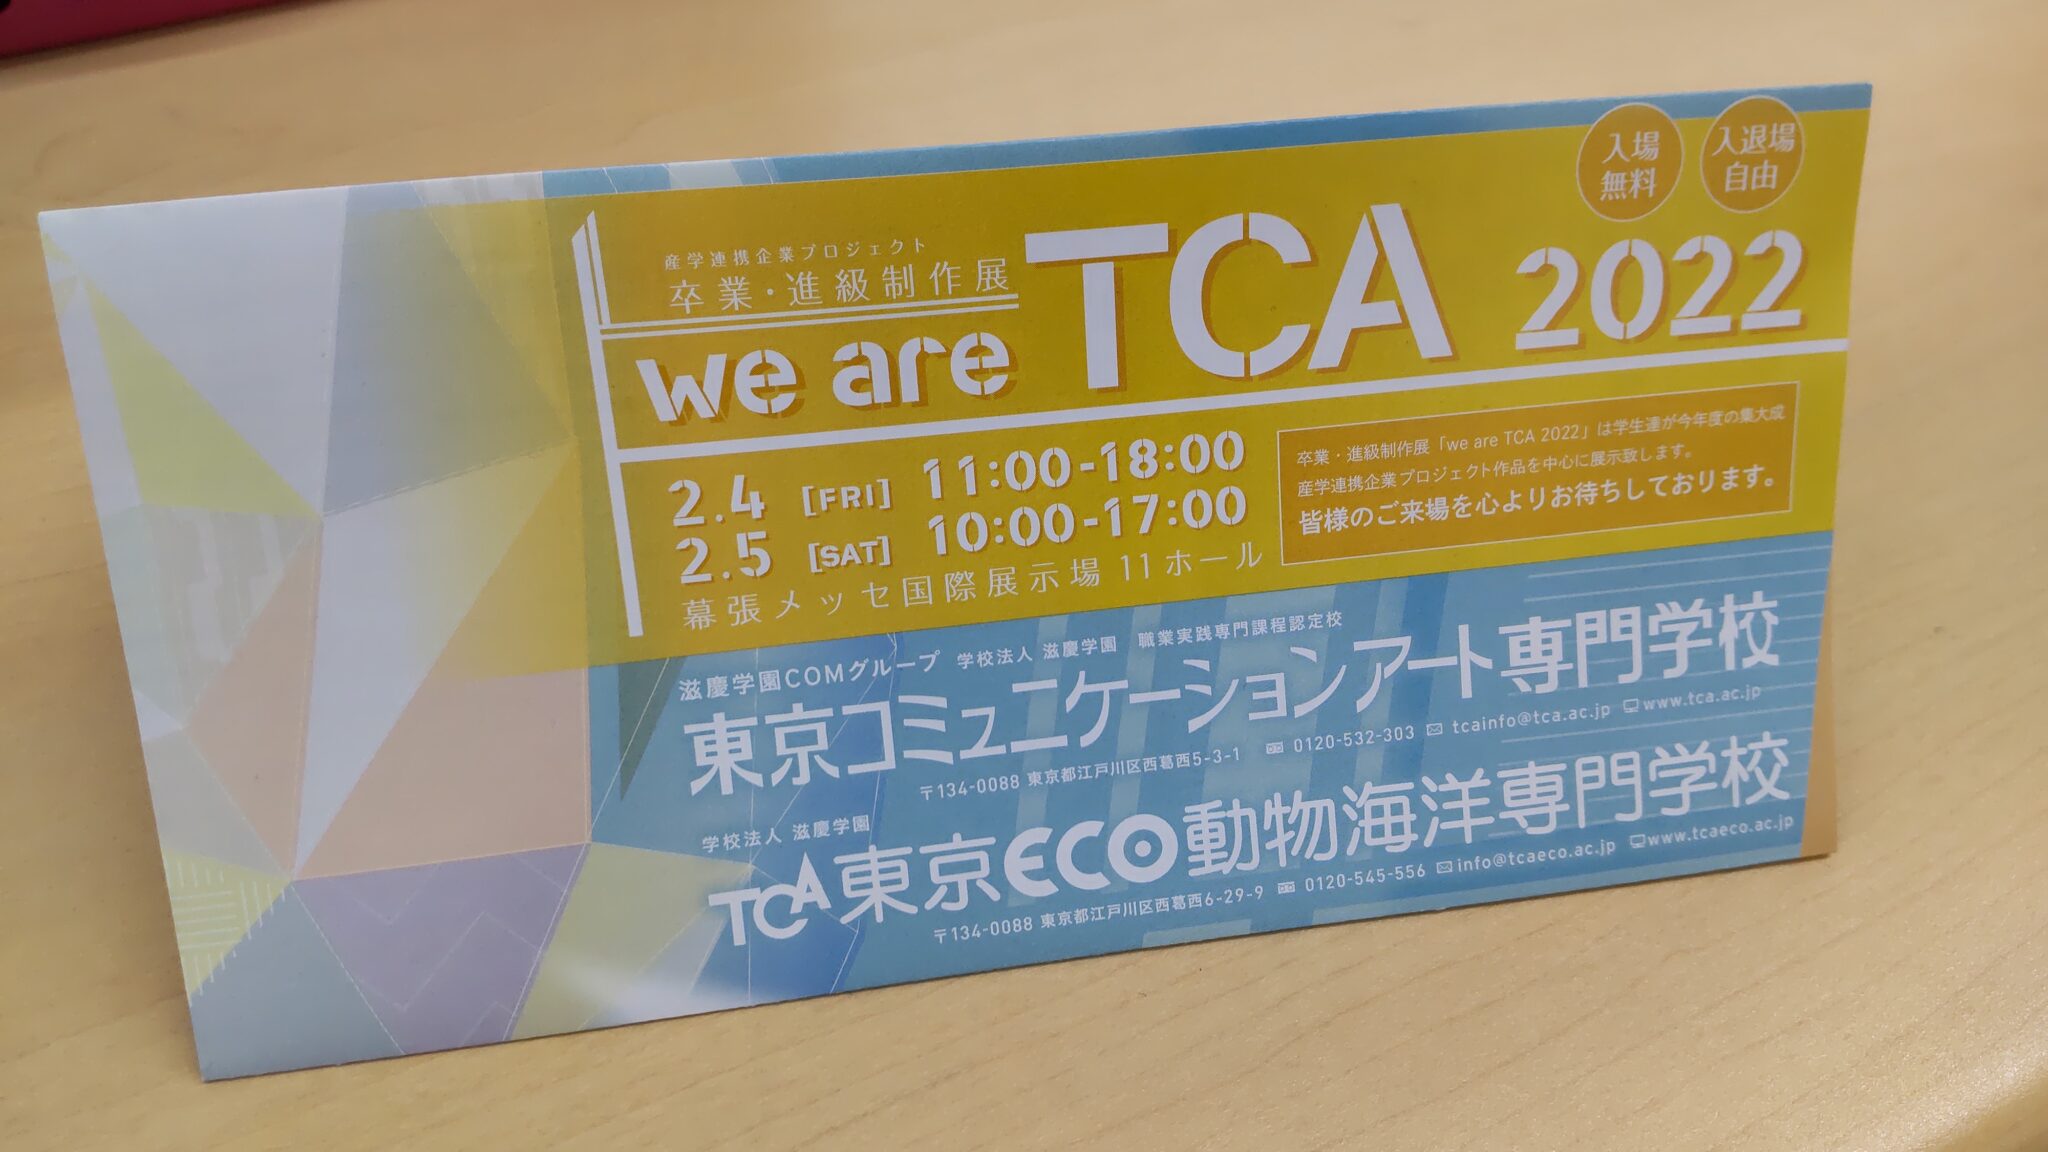 入場
無料
入退場
自由
産学連携企業プロジェクト
卒業・進級制作展
we are TCA 2022
2.4 [FRI] 11:00-18:00
2.5 [SAT] 10:00-17:00
幕張メッセ国際展示場 11ホール
卒業・進級制作展「we are TCA 2022」は学生達が今年度の集大成
産学連携企業プロジェクト作品を中心に展示致します。
皆様のご来場を心よりお待ちしております。
滋慶学園COMグループ 学校法人 滋慶学園 職業実践専門課程認定校
東京コミュニケーションアート専門学校
〒134-0088 東京都江戸川区西葛西5-3-1 0120-532-303 tcainfo@tca.ac.jp www.tca.ac.jp
学校法人 滋慶学園
TCA 東京ECO動物海洋専門学校
〒134-0088 東京都江戸川区西葛西6-29-9 0120-545-556 info@tcaeco.ac.jp www.tcaeco.ac.jp